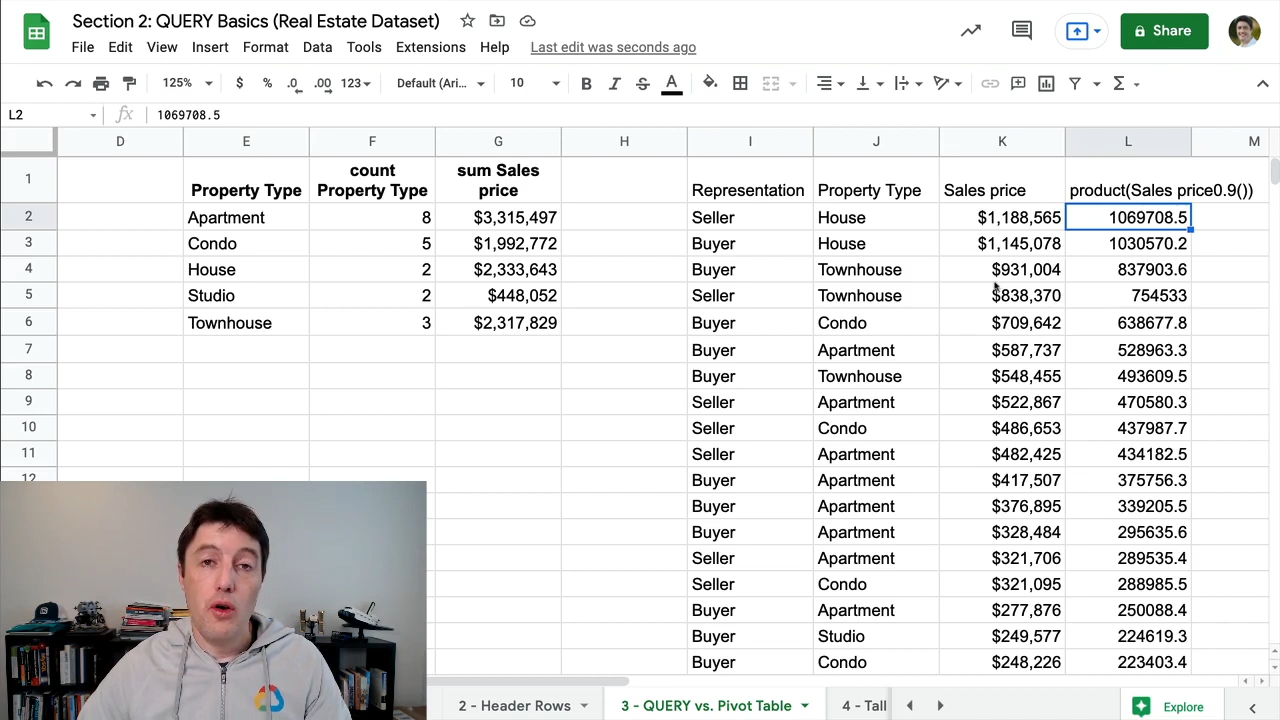 Section 2: QUERY Basics (Real Estate Dataset)
File Edit View Insert Format Data Tools Extensions Help Last edit was seconds ago
Share
125% $ % .0 .00 123 Default (Ari... 10 B I S A Σ
L2 fx 1069708.5
D E F G H I J K L M
1 Property Type count Property Type sum Sales price Representation Property Type Sales price product(Sales price0.9())
2 Apartment 8 $3,315,497 Seller House $1,188,565 1069708.5
3 Condo 5 $1,992,772 Buyer House $1,145,078 1030570.2
4 House 2 $2,333,643 Buyer Townhouse $931,004 837903.6
5 Studio 2 $448,052 Seller Townhouse $838,370 754533
6 Townhouse 3 $2,317,829 Buyer Condo $709,642 638677.8
7 Buyer Apartment $587,737 528963.3
8 Buyer Townhouse $548,455 493609.5
9 Seller Apartment $522,867 470580.3
10 Seller Condo $486,653 437987.7
11 Seller Apartment $482,425 434182.5
12 Buyer Apartment $417,507 375756.3
Buyer Apartment $376,895 339205.5
Buyer Apartment $328,484 295635.6
Seller Apartment $321,706 289535.4
Seller Condo $321,095 288985.5
Buyer Apartment $277,876 250088.4
Buyer Studio $249,577 224619.3
Buyer Condo $248,226 223403.4
2 - Header Rows 3 - QUERY vs. Pivot Table 4 - Tall Explore